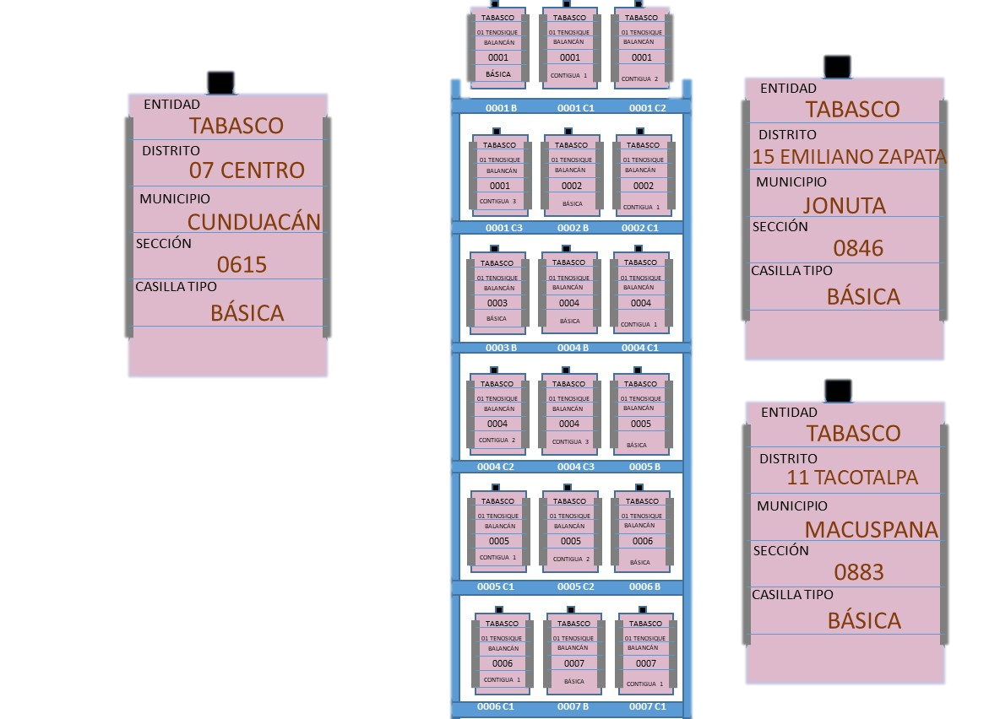 ENTIDAD
TABASCO
DISTRITO
07 CENTRO
MUNICIPIO
CUNDUACÁN
SECCIÓN
0615
CASILLA TIPO
BÁSICA
TABASCO
01 TENOSIQUE
BALANCÁN
0001
BÁSICA
TABASCO
01 TENOSIQUE
BALANCÁN
0001
CONTIGUA 1
TABASCO
01 TENOSIQUE
BALANCÁN
0001
CONTIGUA 2
0001 B 0001 C1 0001 C2
TABASCO
01 TENOSIQUE
BALANCÁN
0001
CONTIGUA 3
TABASCO
01 TENOSIQUE
BALANCÁN
0002
BÁSICA
TABASCO
01 TENOSIQUE
BALANCÁN
0002
CONTIGUA 1
0001 C3 0002 B 0002 C1
TABASCO
01 TENOSIQUE
BALANCÁN
0003
BÁSICA
TABASCO
01 TENOSIQUE
BALANCÁN
0004
BÁSICA
TABASCO
01 TENOSIQUE
BALANCÁN
0004
CONTIGUA 1
0003 B 0004 B 0004 C1
TABASCO
01 TENOSIQUE
BALANCÁN
0004
CONTIGUA 2
TABASCO
01 TENOSIQUE
BALANCÁN
0004
CONTIGUA 3
TABASCO
01 TENOSIQUE
BALANCÁN
0005
BÁSICA
0004 C2 0004 C3 0005 B
TABASCO
01 TENOSIQUE
BALANCÁN
0005
CONTIGUA 1
TABASCO
01 TENOSIQUE
BALANCÁN
0005
CONTIGUA 2
TABASCO
01 TENOSIQUE
BALANCÁN
0006
BÁSICA
0005 C1 0005 C2 0006 B
TABASCO
01 TENOSIQUE
BALANCÁN
0006
CONTIGUA 1
TABASCO
01 TENOSIQUE
BALANCÁN
0007
BÁSICA
TABASCO
01 TENOSIQUE
BALANCÁN
0007
CONTIGUA 1
0006 C1 0007 B 0007 C1
ENTIDAD
TABASCO
DISTRITO
15 EMILIANO ZAPATA
MUNICIPIO
JONUTA
SECCIÓN
0846
CASILLA TIPO
BÁSICA
ENTIDAD
TABASCO
DISTRITO
11 TACOTALPA
MUNICIPIO
MACUSPANA
SECCIÓN
0883
CASILLA TIPO
BÁSICA